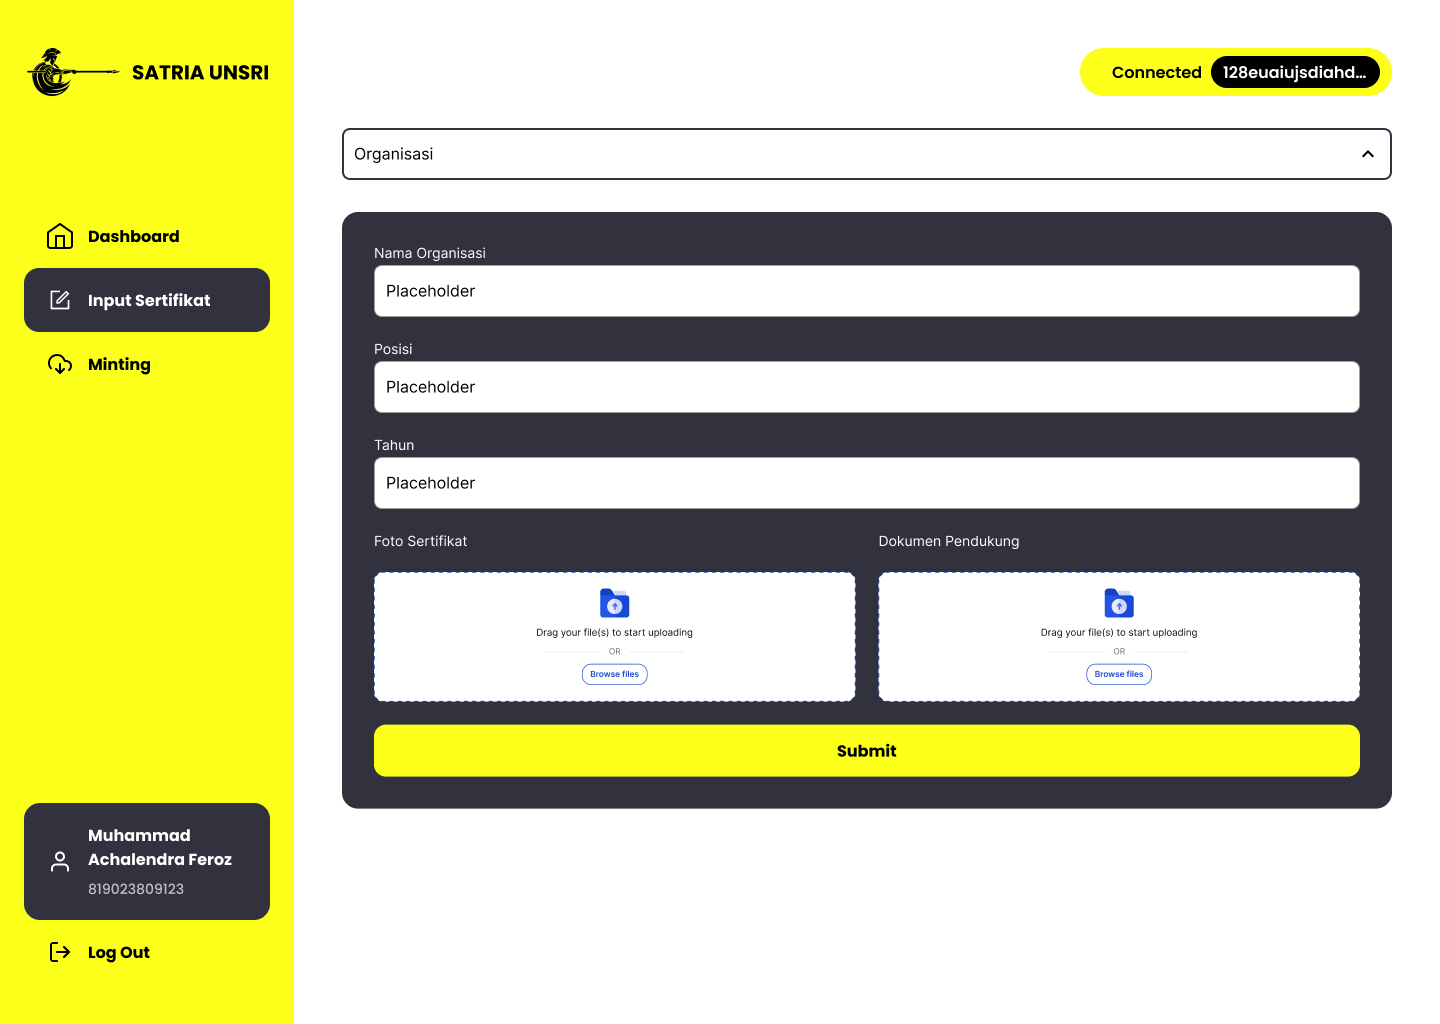 SATRIA UNSRI
Connected
128euaiujsdiahd...
Organisasi
Dashboard
Input Sertifikat
Minting
Nama Organisasi
Placeholder
Posisi
Placeholder
Tahun
Placeholder
Foto Sertifikat
Drag your file(s) to start uploading
OR
Browse files
Dokumen Pendukung
Drag your file(s) to start uploading
OR
Browse files
Submit
Muhammad
Achalendra Feroz
819023809123
Log Out